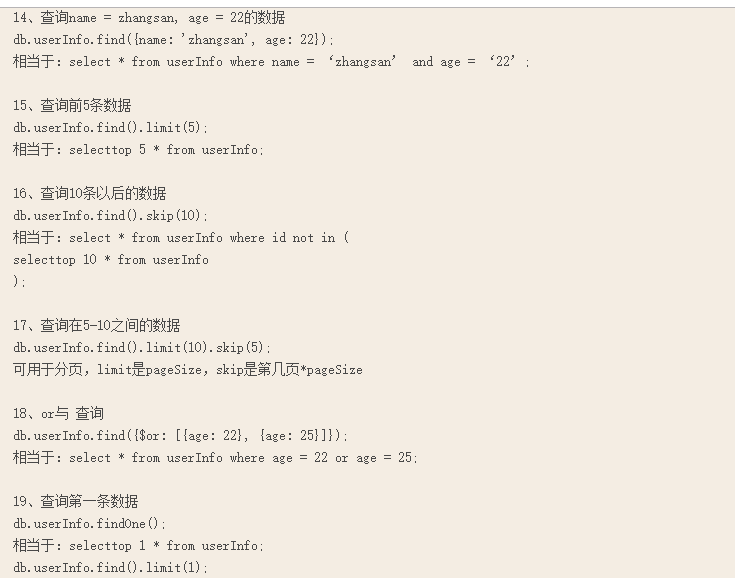 14、查询name = zhangsan, age = 22的数据
db.userInfo.find({name: 'zhangsan', age: 22});
相当于: select * from userInfo where name = ‘zhangsan’ and age = ‘22’;
15、查询前5条数据
db.userInfo.find().limit(5);
相当于: selecttop 5 * from userInfo;
16、查询10条以后的数据
db.userInfo.find().skip(10);
相当于: select * from userInfo where id not in (
selecttop 10 * from userInfo
);
17、查询在5-10之间的数据
db.userInfo.find().limit(10).skip(5);
可用于分页，limit是pageSize，skip是第几页*pageSize
18、or与 查询
db.userInfo.find({$or: [{age: 22}, {age: 25}]});
相当于: select * from userInfo where age = 22 or age = 25;
19、查询第一条数据
db.userInfo.findOne();
相当于: selecttop 1 * from userInfo;
db.userInfo.find().limit(1);